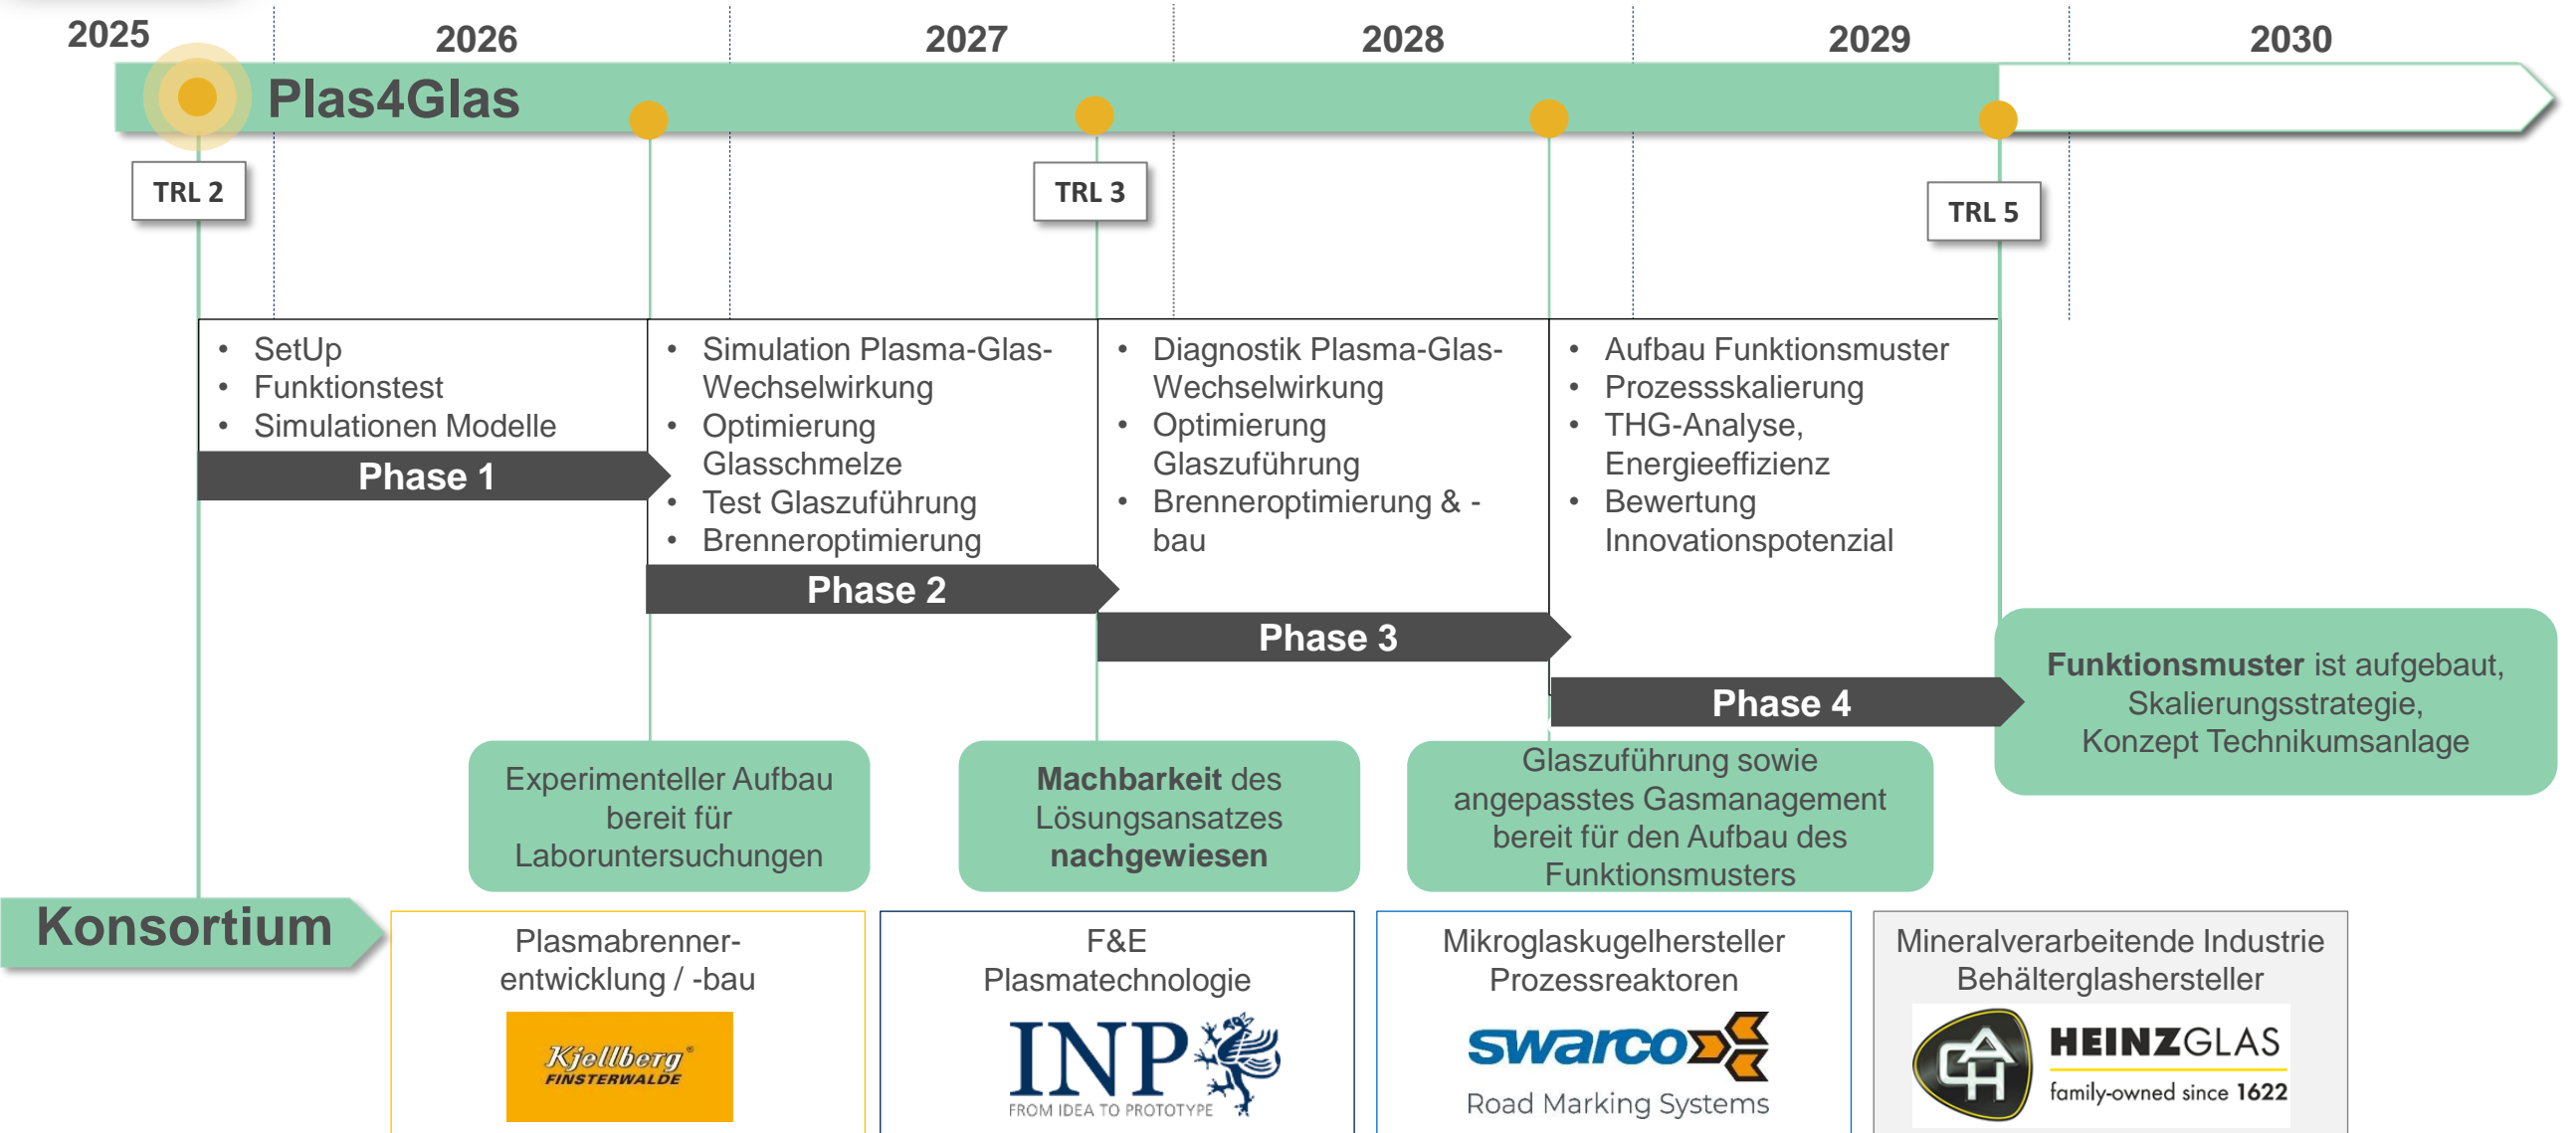 2025
2026
2027
2028
2029
2030
Plas4Glas
TRL 2
TRL 3
TRL 5
• SetUp
• Funktionstest
• Simulationen Modelle
Phase 1
• Simulation Plasma-Glas-
Wechselwirkung
• Optimierung
Glasschmelze
• Test Glaszuführung
• Brenneroptimierung
Phase 2
• Diagnostik Plasma-Glas-
Wechselwirkung
• Optimierung
Glaszuführung
• Brenneroptimierung & -
bau
Phase 3
• Aufbau Funktionsmuster
• Prozessskalierung
• THG-Analyse,
Energieeffizienz
• Bewertung
Innovationspotenzial
Phase 4
Experimenteller Aufbau
bereit für
Laboruntersuchungen
Machbarkeit des
Lösungsansatzes
nachgewiesen
Glaszuführung sowie
angepasstes Gasmanagement
bereit für den Aufbau des
Funktionsmusters
Funktionsmuster ist aufgebaut,
Skalierungsstrategie,
Konzept Technikumsanlage
Konsortium
Plasmabrenner-
entwicklung / -bau
Kjellberg®
FINSTERWALDE
F&E
Plasmatechnologie
INP
FROM IDEA TO PROTOTYPE
Mikroglaskugelhersteller
Prozessreaktoren
SWARCO
Road Marking Systems
Mineralverarbeitende Industrie
Behälterglashersteller
CAH
HEINZGLAS
family-owned since 1622